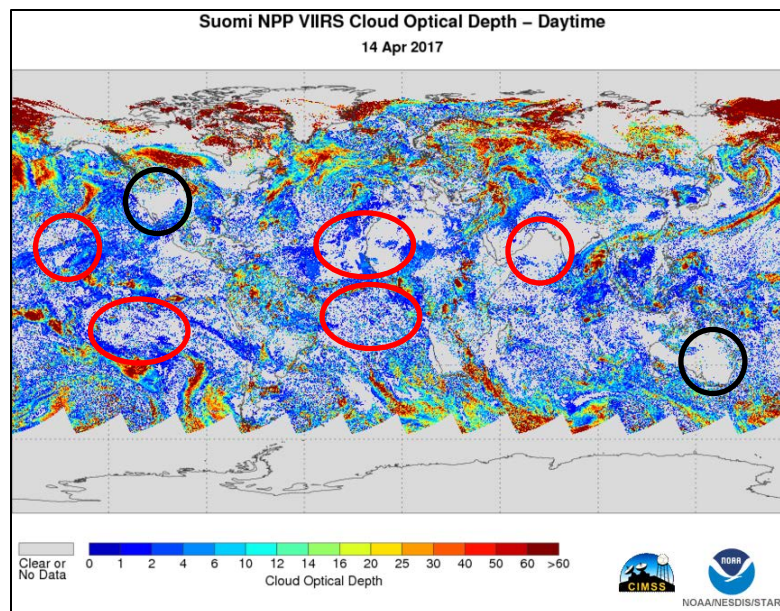 Suomi NPP VIIRS Cloud Optical Depth – Daytime
14 Apr 2017
Clear or
No Data
0 1 2 4 6 10 12 14 16 20 25 30 40 50 60 >60
Cloud Optical Depth
CIMSS
NOAA
NOAA/NESDIS/STAR